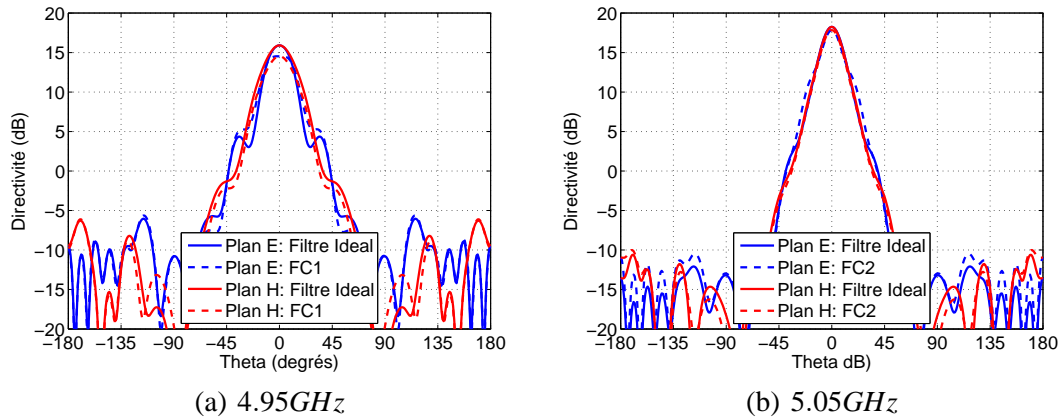 20
15
10
5
0
−5
−10
−15
−20
−180 −135 −90 −45 0 45 90 135 180
Directivité (dB)
Theta (degrés)
Plan E: Filtre Ideal
Plan E: FC1
Plan H: Filtre Ideal
Plan H: FC1
(a) 4.95GHz
20
15
10
5
0
−5
−10
−15
−20
−180 −135 −90 −45 0 45 90 135 180
Directivité (dB)
Theta dB)
Plan E: Filtre Ideal
Plan E: FC2
Plan H: Filtre Ideal
Plan H: FC2
(b) 5.05GHz